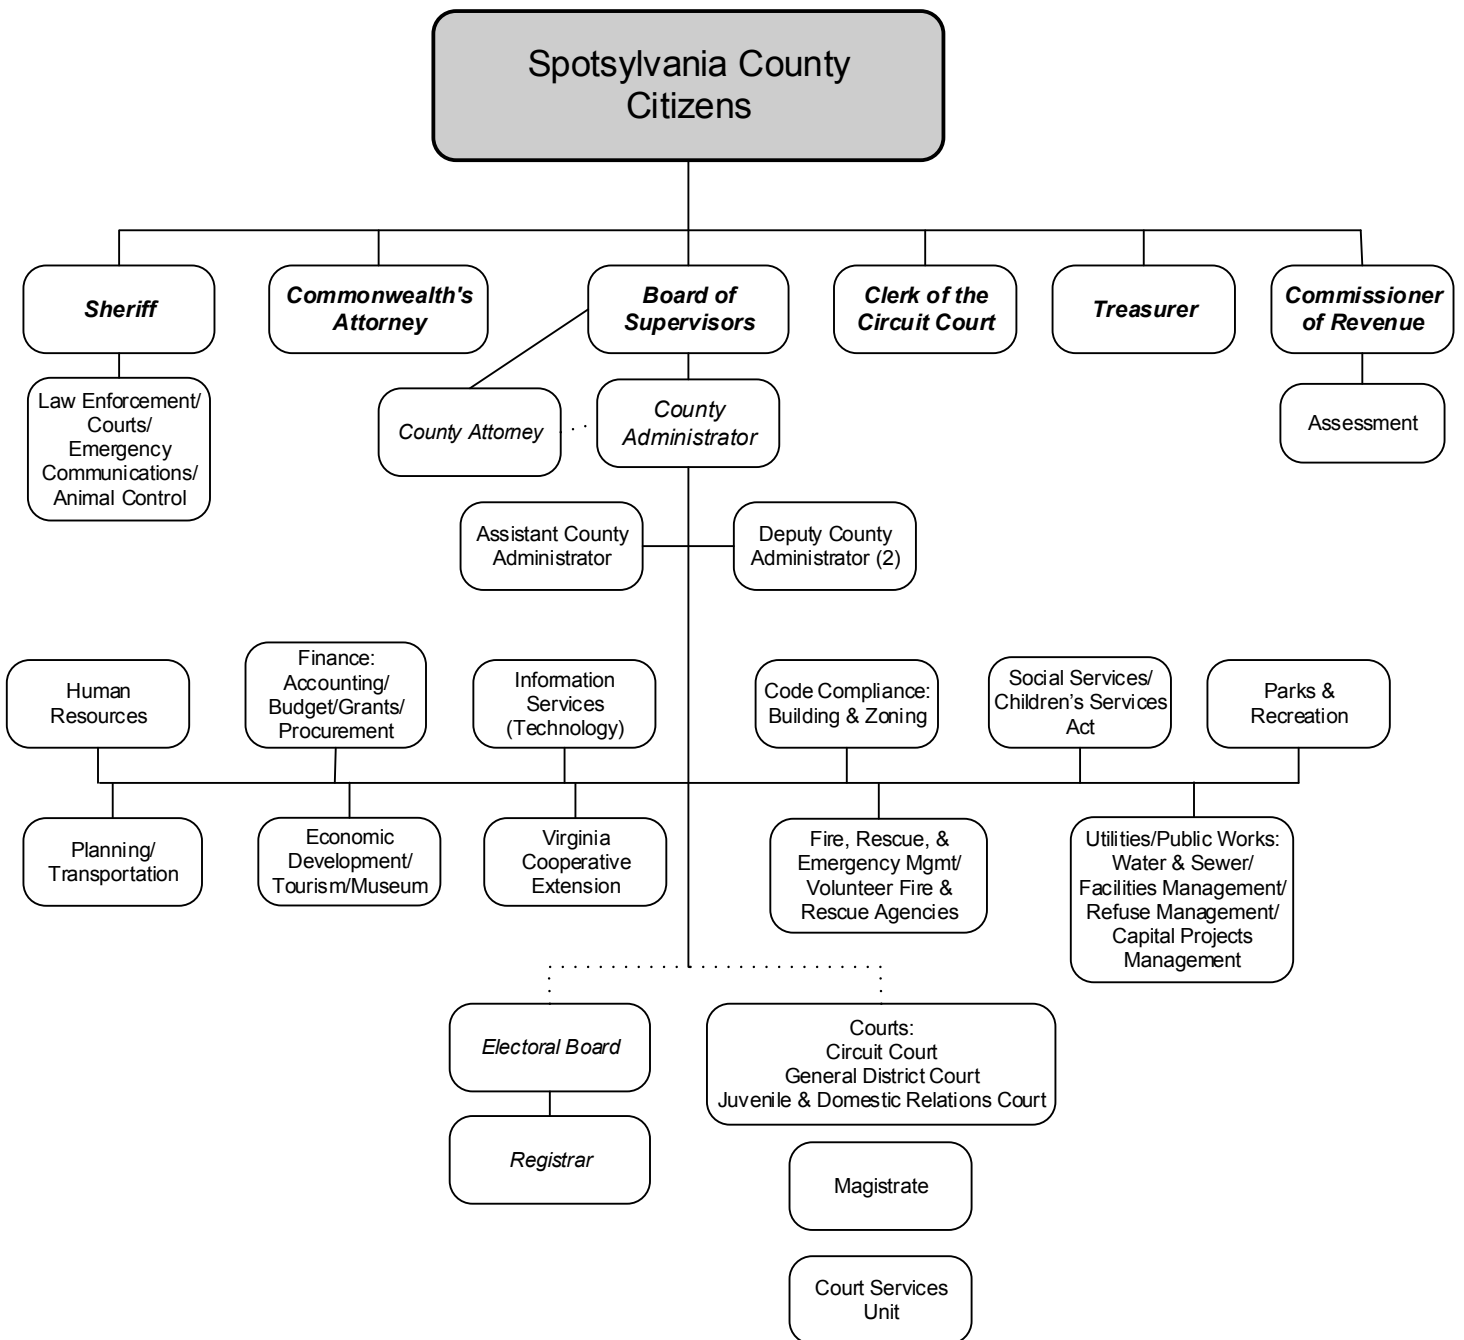 Spotsylvania County
Citizens
Sheriff
Commonwealth's
Attorney
Board of
Supervisors
Clerk of the
Circuit Court
Treasurer
Commissioner
of Revenue
Law Enforcement/
Courts/
Emergency
Communications/
Animal Control
County Attorney
County
Administrator
Assessment
Assistant County
Administrator
Deputy County
Administrator (2)
Human
Resources
Finance:
Accounting/
Budget/Grants/
Procurement
Information
Services
(Technology)
Code Compliance:
Building & Zoning
Social Services/
Children’s Services
Act
Parks &
Recreation
Planning/
Transportation
Economic
Development/
Tourism/Museum
Virginia
Cooperative
Extension
Fire, Rescue, &
Emergency Mgmt/
Volunteer Fire &
Rescue Agencies
Utilities/Public Works:
Water & Sewer/
Facilities Management/
Refuse Management/
Capital Projects
Management
Electoral Board
Registrar
Courts:
Circuit Court
General District Court
Juvenile & Domestic Relations Court
Magistrate
Court Services
Unit